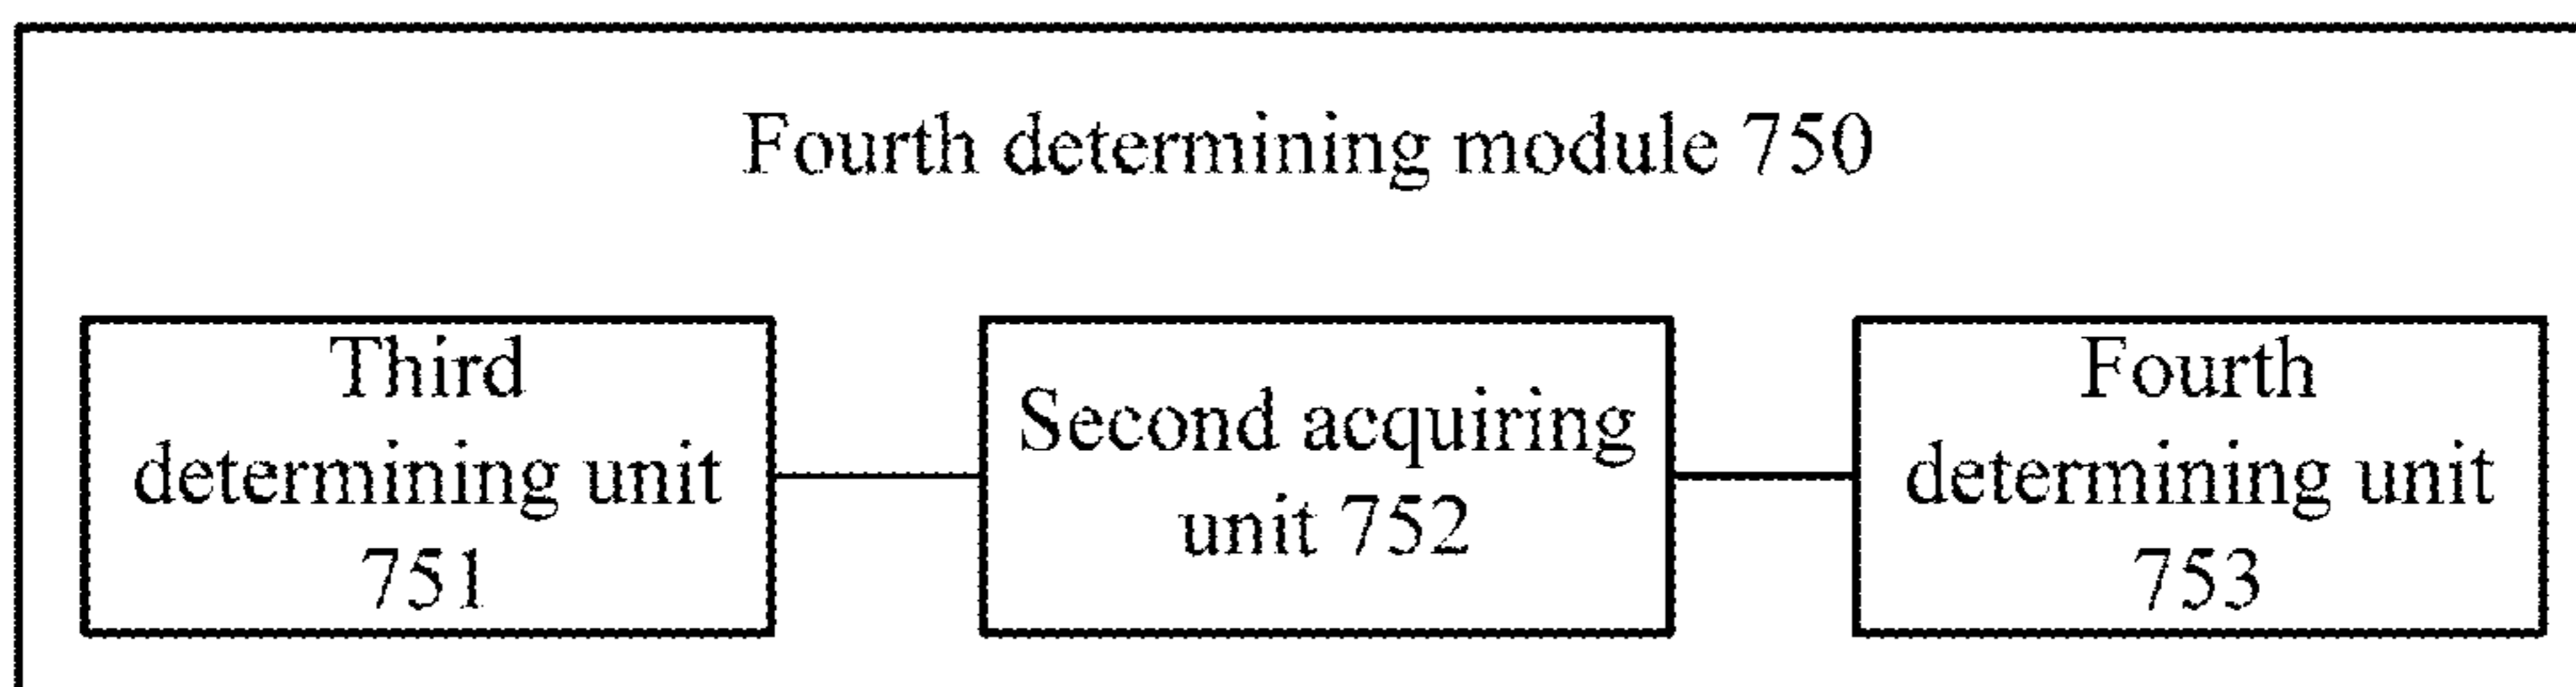 Fourth determining module 750
Third
determining unit
751
Second acquiring
unit 752
Fourth
determining unit
753